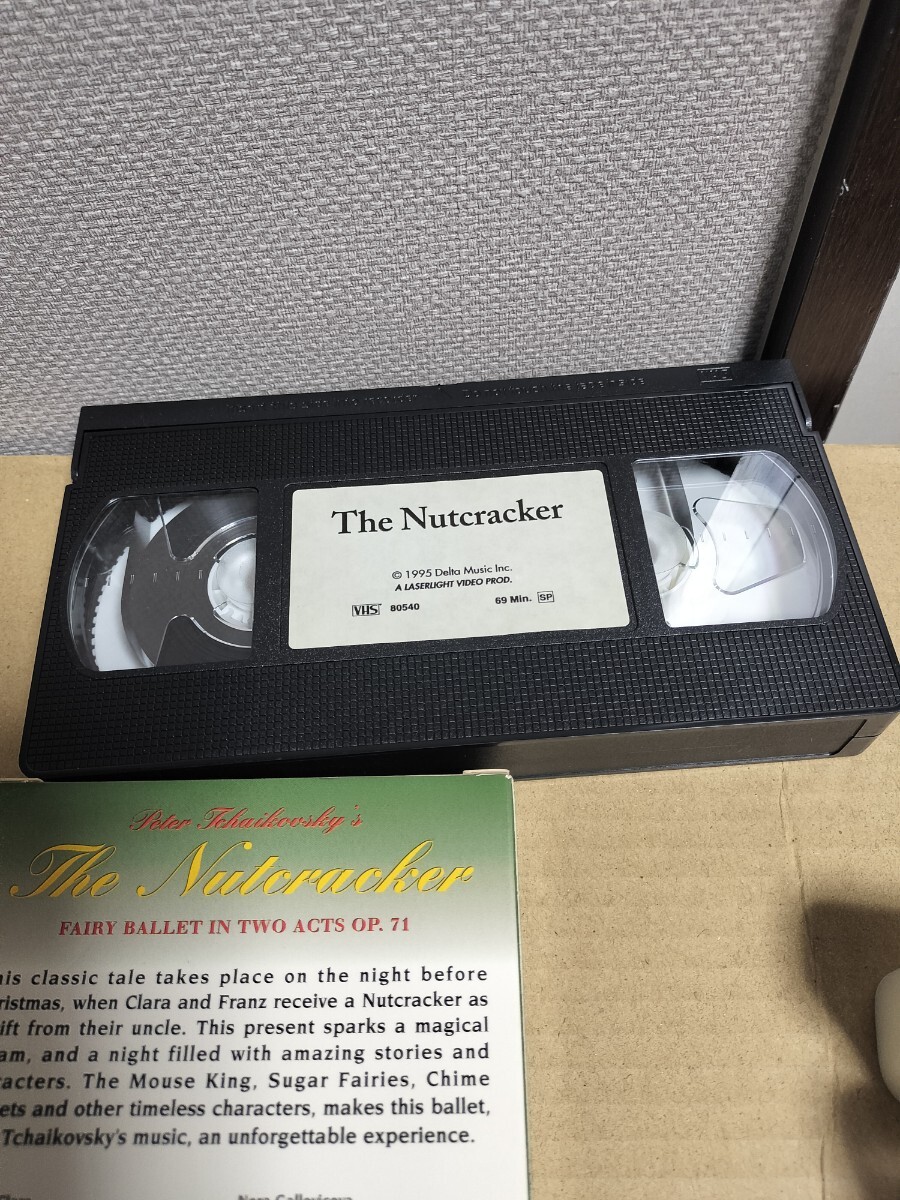 VHS
The Nutcracker
© 1995 Delta Music Inc.
A LASERLIGHT VIDEO PROD.
VHS 80540 69 Min. SP
Peter Tchaikovsky's
The Nutcracker
FAIRY BALLET IN TWO ACTS OP. 71
his classic tale takes place on the night before
ristmas, when Clara and Franz receive a Nutcracker as
ift from their uncle. This present sparks a magical
am, and a night filled with amazing stories and
racters. The Mouse King, Sugar Fairies, Chime
ets and other timeless characters, makes this ballet,
Tchaikovsky's music, an unforgettable experience.